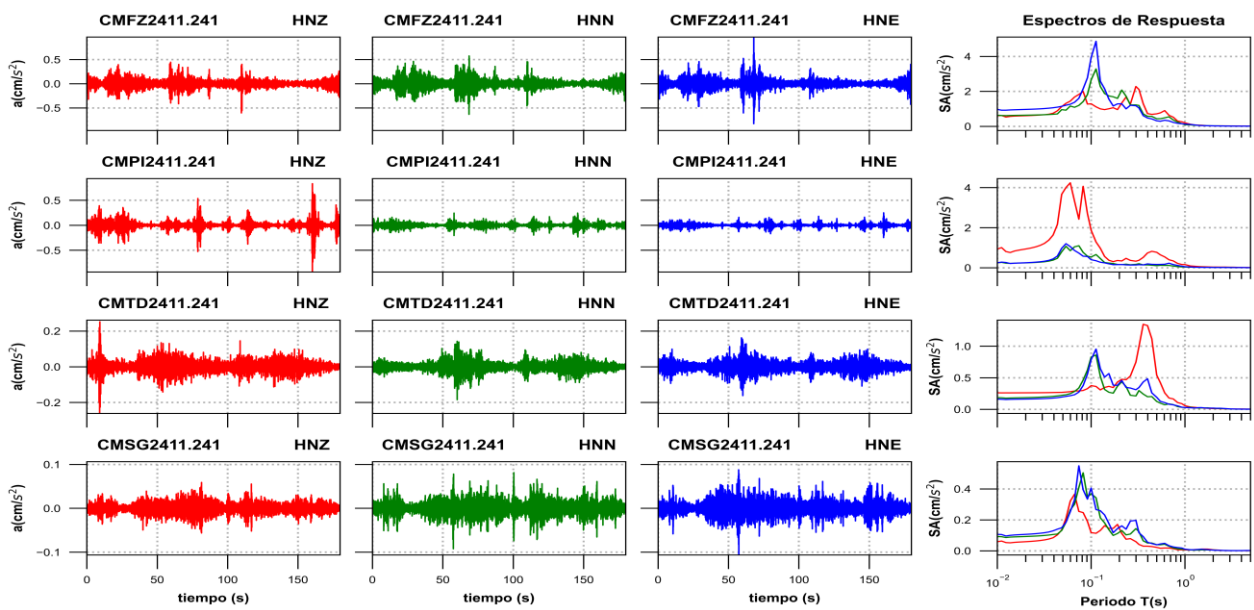 CMFZ2411.241 HNZ CMFZ2411.241 HNN CMFZ2411.241 HNE Espectros de Respuesta
a(cm/s²)
0.5
0.0
−0.5
SA(cm/s²)
4
2
0
CMPI2411.241 HNZ CMPI2411.241 HNN CMPI2411.241 HNE
a(cm/s²)
0.5
0.0
−0.5
SA(cm/s²)
4
2
0
CMTD2411.241 HNZ CMTD2411.241 HNN CMTD2411.241 HNE
a(cm/s²)
0.2
0.0
−0.2
SA(cm/s²)
1.0
0.5
0.0
CMSG2411.241 HNZ CMSG2411.241 HNN CMSG2411.241 HNE
a(cm/s²)
0.1
0.0
−0.1
SA(cm/s²)
0.4
0.2
0.0
0 50 100 150 0 50 100 150 0 50 100 150 10⁻² 10⁻¹ 10⁰
tiempo (s) tiempo (s) tiempo (s) Periodo T(s)